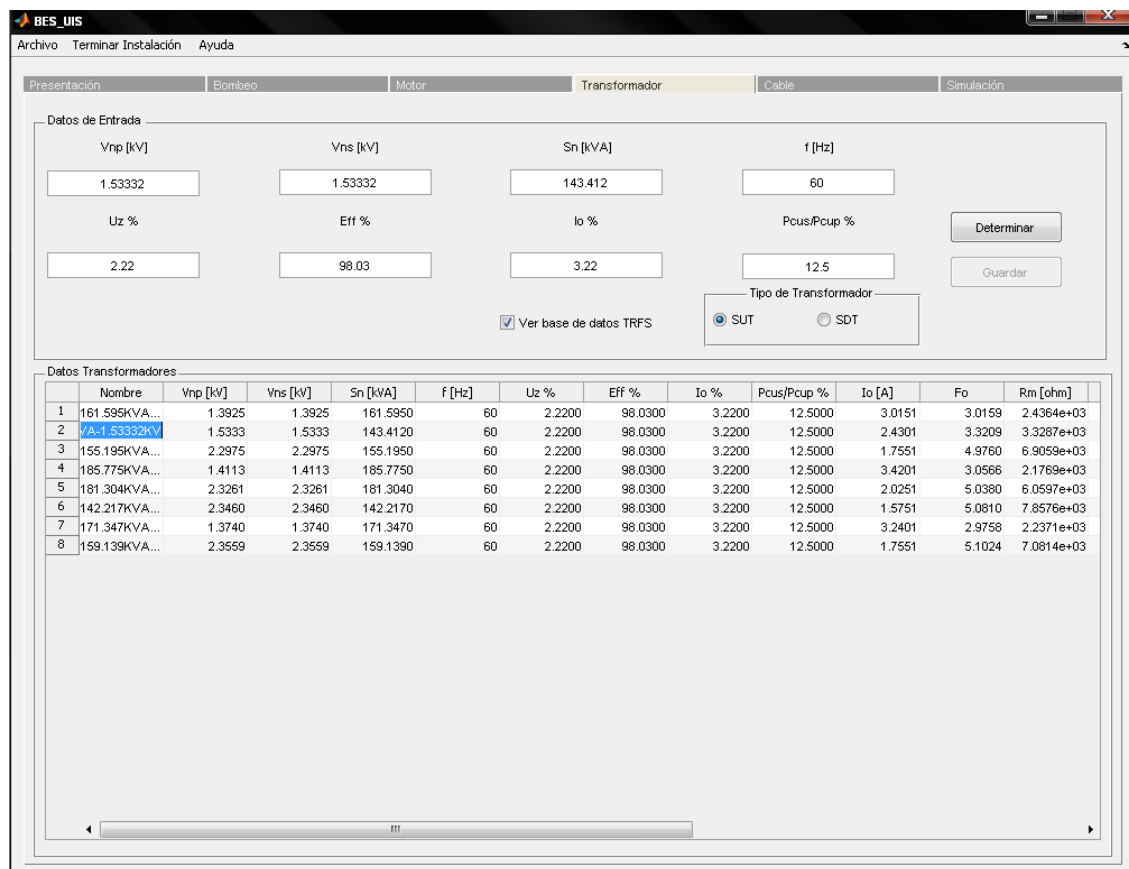 BES_UIS
Archivo Terminar Instalación Ayuda
Presentación Bombeo Motor Transformador Cable Simulación
Datos de Entrada
Vnp [kV] Vns [kV] Sn [kVA] f [Hz]
1.53332 1.53332 143.412 60
Uz % Eff % Io % Pcus/Pcup %
Determinar
2.22 98.03 3.22 12.5
Guardar
Tipo de Transformador
Ver base de datos TRFS SUT SDT
Datos Transformadores
Nombre Vnp [kV] Vns [kV] Sn [kVA] f [Hz] Uz % Eff % Io % Pcus/Pcup % Io [A] Fo Rm [ohm]
1 161.595KVA... 1.3925 1.3925 161.5950 60 2.2200 98.0300 3.2200 12.5000 3.0151 3.0159 2.4364e+03
2 VA-1.53332KV 1.5333 1.5333 143.4120 60 2.2200 98.0300 3.2200 12.5000 2.4301 3.3209 3.3287e+03
3 155.195KVA... 2.2975 2.2975 155.1950 60 2.2200 98.0300 3.2200 12.5000 1.7551 4.9760 6.9059e+03
4 185.775KVA... 1.4113 1.4113 185.7750 60 2.2200 98.0300 3.2200 12.5000 3.4201 3.0566 2.1769e+03
5 181.304KVA... 2.3261 2.3261 181.3040 60 2.2200 98.0300 3.2200 12.5000 2.0251 5.0380 6.0597e+03
6 142.217KVA... 2.3460 2.3460 142.2170 60 2.2200 98.0300 3.2200 12.5000 1.5751 5.0810 7.8576e+03
7 171.347KVA... 1.3740 1.3740 171.3470 60 2.2200 98.0300 3.2200 12.5000 3.2401 2.9758 2.2371e+03
8 159.139KVA... 2.3559 2.3559 159.1390 60 2.2200 98.0300 3.2200 12.5000 1.7551 5.1024 7.0814e+03